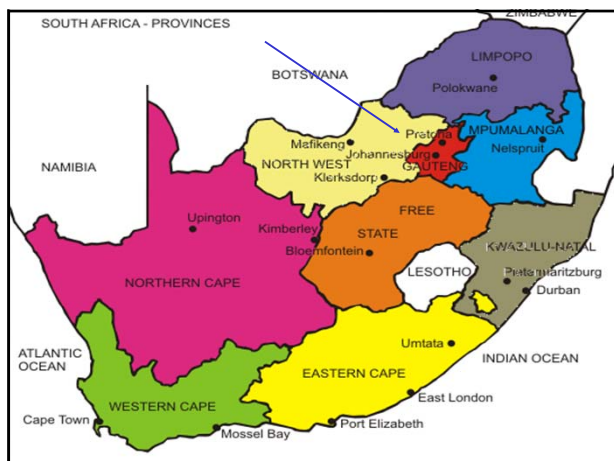 ZIMBABWE
SOUTH AFRICA - PROVINCES
LIMPOPO
BOTSWANA
Polokwane
MPUMALANGA
Pretoria
Mafikeng
Johannesburg
Nelspruit
NORTH WEST
GAUTENG
NAMIBIA
Klerksdorp
FREE
Upington
Kimberley
STATE
KWAZULU-NATAL
Bloemfontein
LESOTHO
Pietermaritzburg
NORTHERN CAPE
Durban
Umtata
ATLANTIC
OCEAN
INDIAN OCEAN
EASTERN CAPE
East London
WESTERN CAPE
Cape Town
Port Elizabeth
Mossel Bay